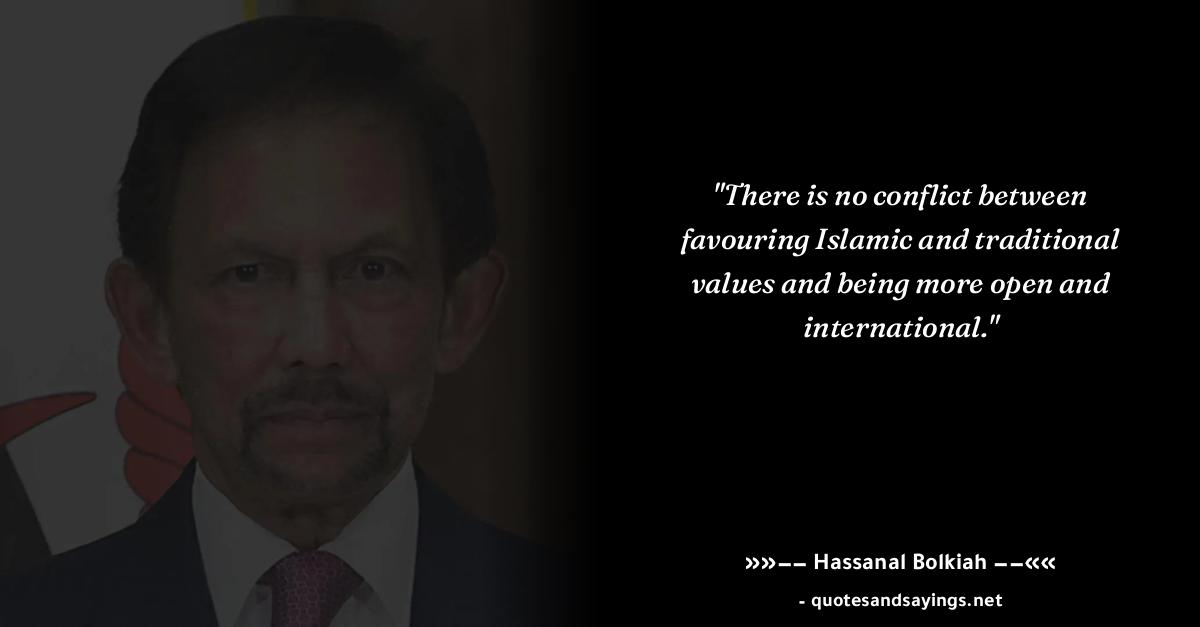 "There is no conflict between
favouring Islamic and traditional
values and being more open and
international."
»»−− Hassanal Bolkiah −−««
- quotesandsayings.net